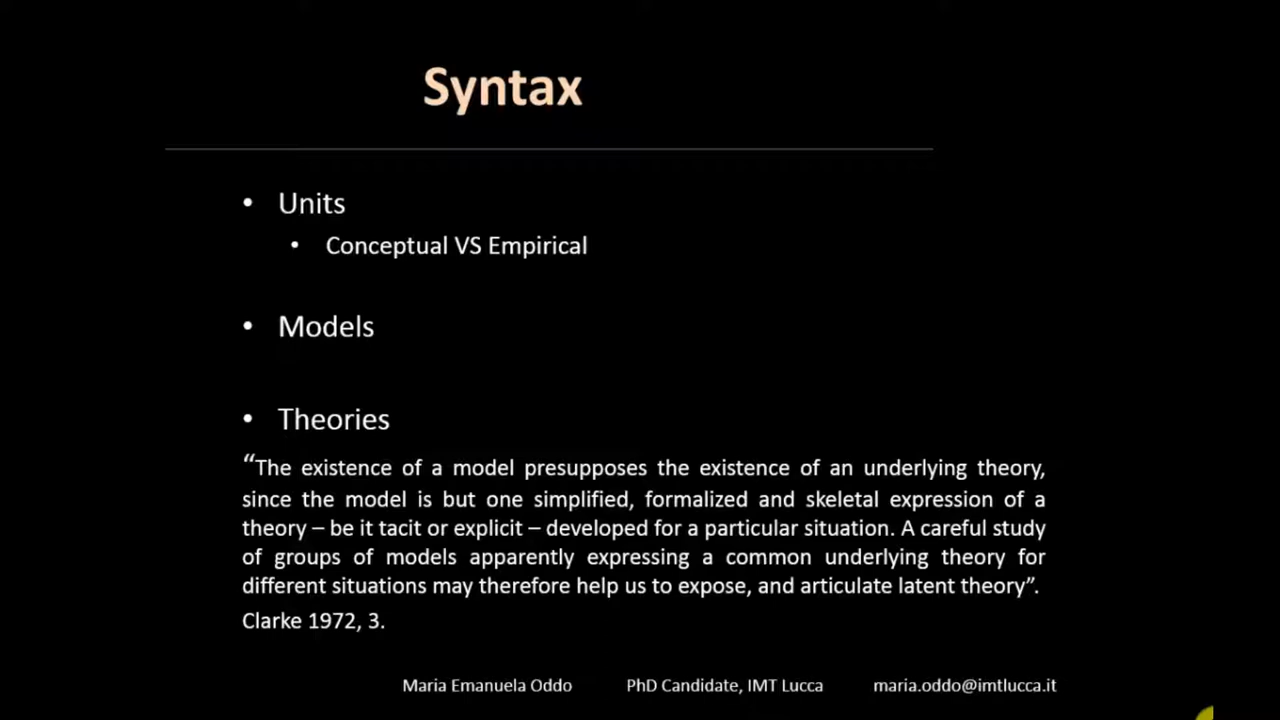 Syntax
• Units
• Conceptual VS Empirical
• Models
• Theories
“The existence of a model presupposes the existence of an underlying theory,
since the model is but one simplified, formalized and skeletal expression of a
theory – be it tacit or explicit – developed for a particular situation. A careful study
of groups of models apparently expressing a common underlying theory for
different situations may therefore help us to expose, and articulate latent theory”.
Clarke 1972, 3.
Maria Emanuela Oddo PhD Candidate, IMT Lucca maria.oddo@imtlucca.it